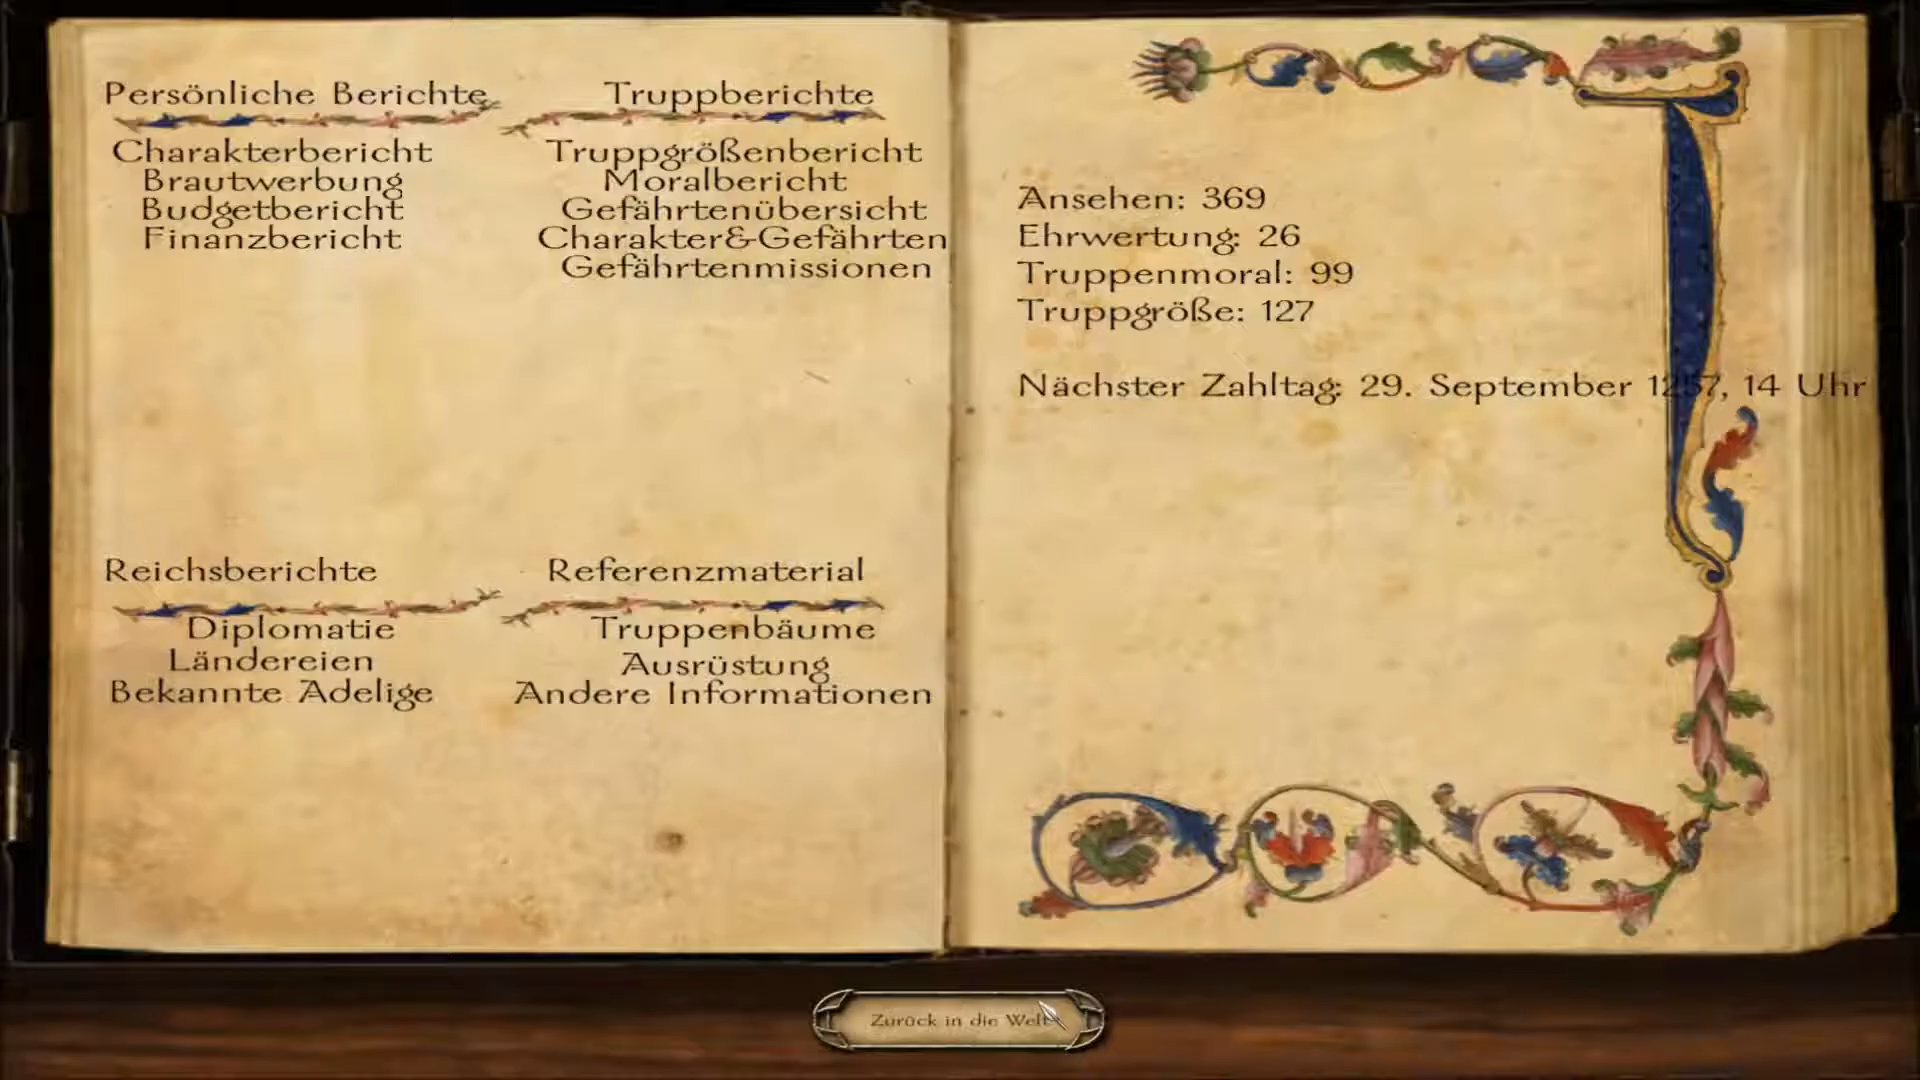 Persönliche Berichte
Charakterbericht
Brautwerbung
Budgetbericht
Finanzbericht
Truppberichte
Truppgrößenbericht
Moralbericht
Gefährtenübersicht
Charakter&Gefährten
Gefährtenmissionen
Reichsberichte
Diplomatie
Ländereien
Bekannte Adelige
Referenzmaterial
Truppenbäume
Ausrüstung
Andere Informationen
Ansehen: 369
Ehrwertung: 26
Truppenmoral: 99
Truppgröße: 127
Nächster Zahltag: 29. September 1257, 14 Uhr
Zurück in die Welt